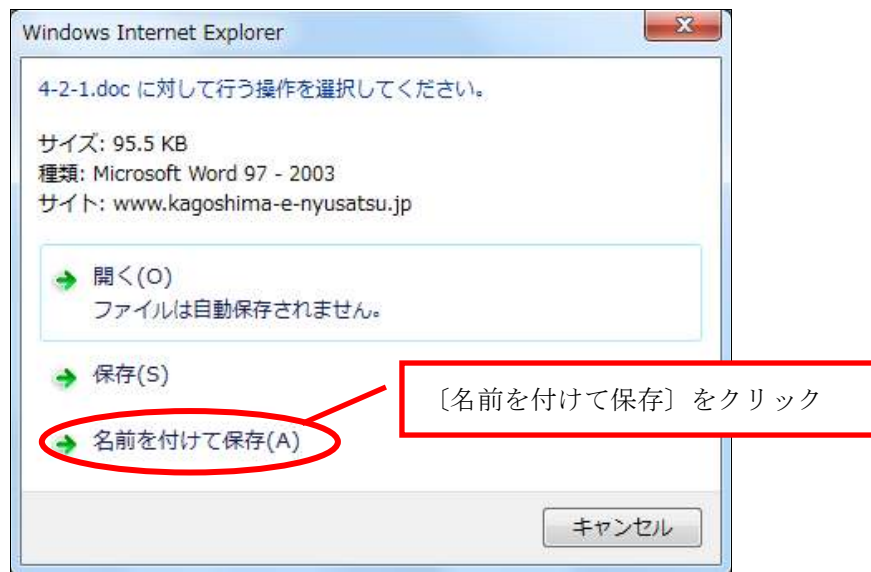 Windows Internet Explorer
4-2-1.doc に対して行う操作を選択してください。
サイズ: 95.5 KB
種類: Microsoft Word 97 - 2003
サイト: www.kagoshima-e-nyusatsu.jp
開く(O)
ファイルは自動保存されません。
保存(S)
〔名前を付けて保存〕をクリック
名前を付けて保存(A)
キャンセル